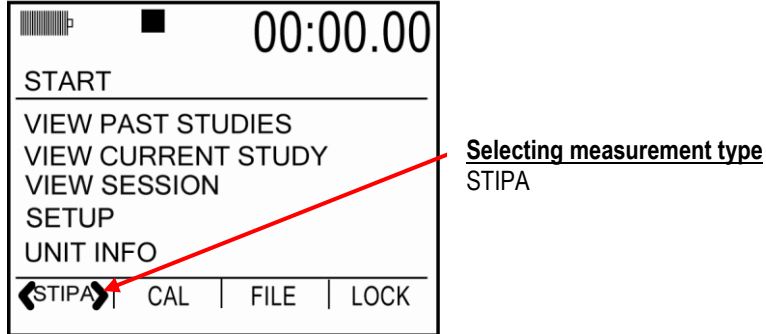 00:00.00
START
VIEW PAST STUDIES
VIEW CURRENT STUDY
VIEW SESSION
SETUP
UNIT INFO
STIPA CAL FILE LOCK
Selecting measurement type
STIPA